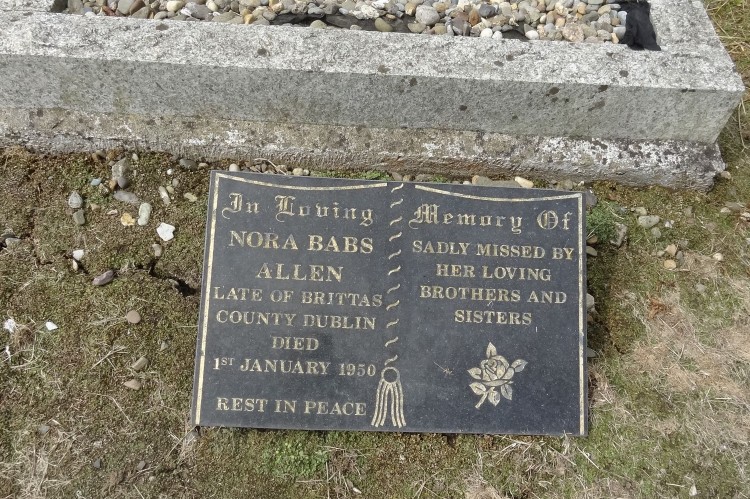 In Loving
NORA BABS
ALLEN
LATE OF BRITTAS
COUNTY DUBLIN
DIED
1ST JANUARY 1950
REST IN PEACE
Memory Of
SADLY MISSED BY
HER LOVING
BROTHERS AND
SISTERS